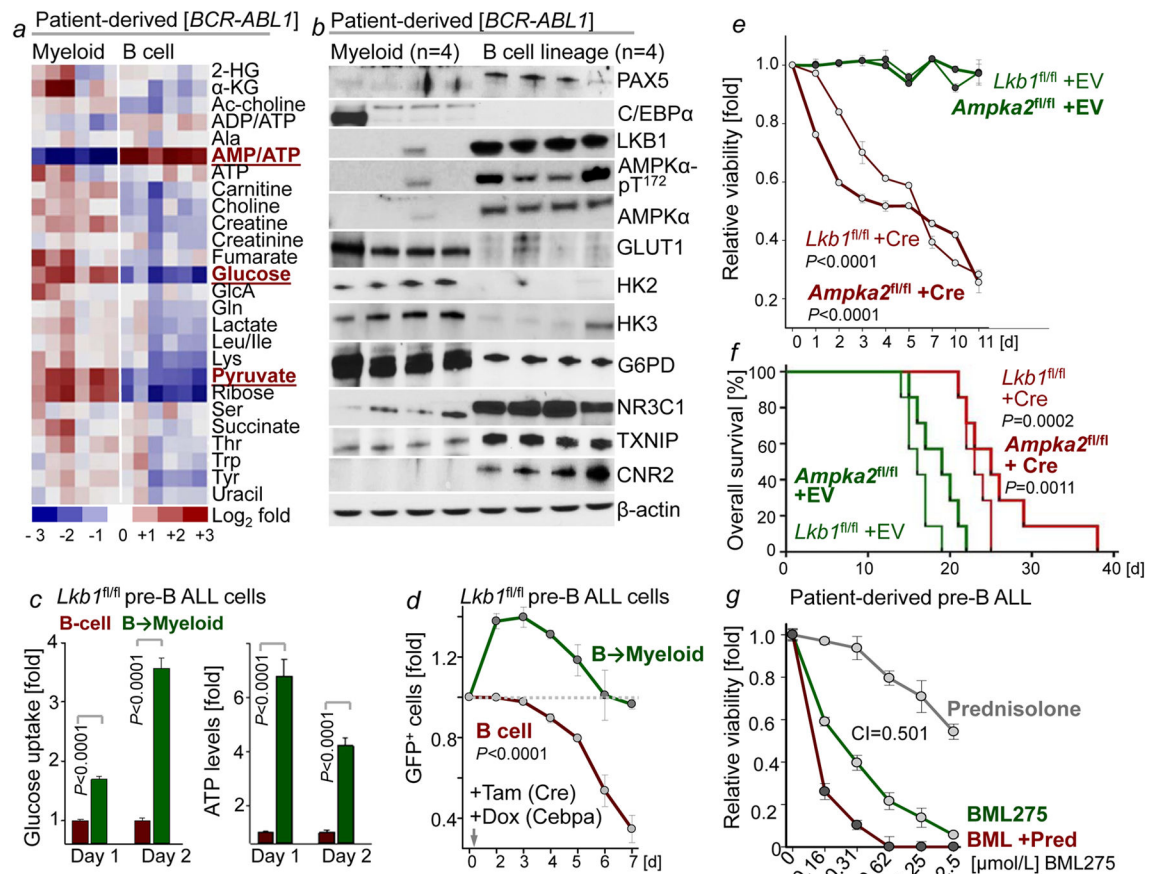 a Patient-derived [BCR-ABL1]
Myeloid B cell
2-HG
α-KG
Ac-choline
ADP/ATP
Ala
AMP/ATP
ATP
Carnitine
Choline
Creatine
Creatinine
Fumarate
Glucose
GlcA
Gln
Lactate
Leu/Ile
Lys
Pyruvate
Ribose
Ser
Succinate
Thr
Trp
Tyr
Uracil
Log2 fold
-3 -2 -1 0 +1 +2 +3
b Patient-derived [BCR-ABL1]
Myeloid (n=4) B cell lineage (n=4)
PAX5
C/EBPα
LKB1
AMPKα-
pT172
AMPKα
GLUT1
HK2
HK3
G6PD
NR3C1
TXNIP
CNR2
β-actin
c Lkb1fl/fl pre-B ALL cells
B-cell B→Myeloid
Glucose uptake [fold]
4
3
2
1
P<0.0001
P<0.0001
Day 1 Day 2
ATP levels [fold]
6
4
2
P<0.0001
P<0.0001
Day 1 Day 2
d Lkb1fl/fl pre-B ALL cells
GFP+ cells [fold]
1.2
0.8
0.4
B→Myeloid
B cell
P<0.0001
+Tam (Cre)
+Dox (Cebpa)
0 2 3 4 5 6 7 [d]
e
Relative viability [fold]
1.0
0.8
0.6
0.4
0.2
Lkb1fl/fl +EV
Ampka2fl/fl +EV
Lkb1fl/fl +Cre
P<0.0001
Ampka2fl/fl +Cre
P<0.0001
0 1 2 3 4 5 7 10 11 [d]
f
Overall survival [%]
100
80
60
40
20
0
Lkb1fl/fl
+Cre
P=0.0002
Ampka2fl/fl
+ Cre
P=0.0011
Ampka2fl/fl
+EV
Lkb1fl/fl +EV
0 10 20 30 40 [d]
g Patient-derived pre-B ALL
Relative viability [fold]
1.0
0.8
0.6
0.4
0.2
0
Prednisolone
CI=0.501
BML275
BML +Pred
0 0.16 0.31 0.62 25 2.5 [μmol/L] BML275